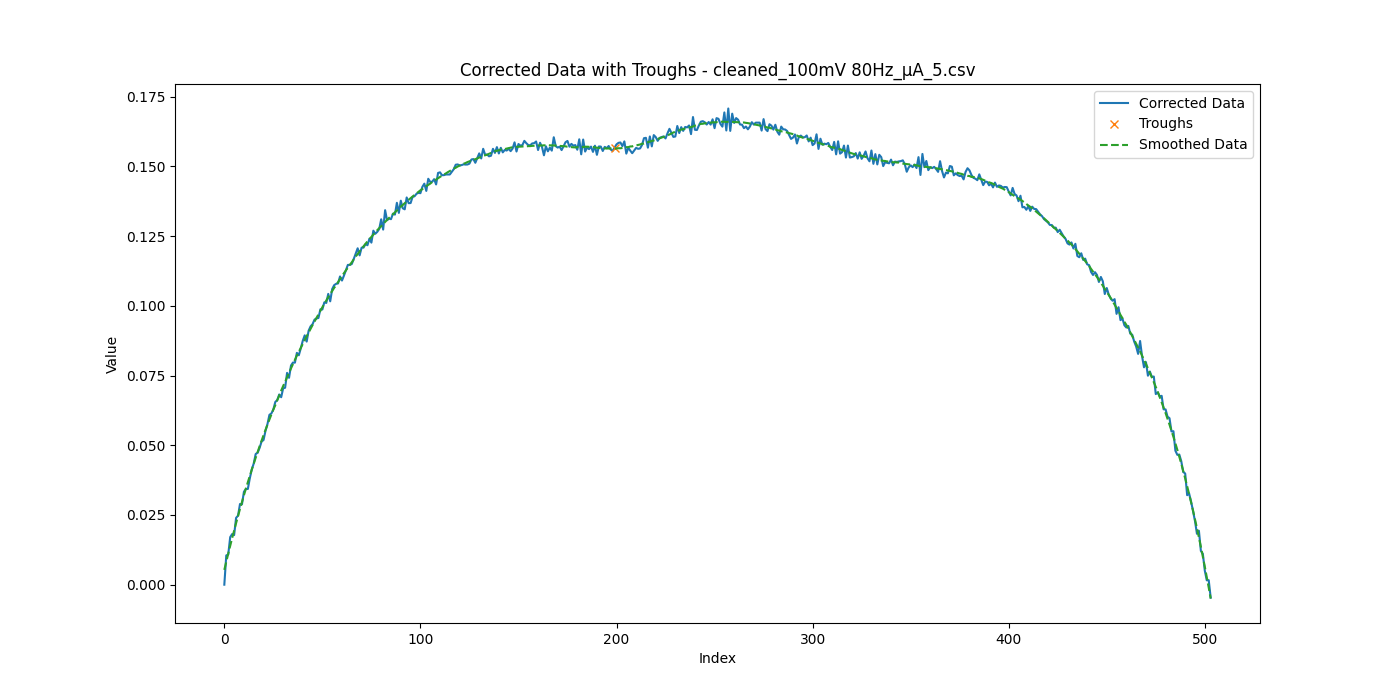 Corrected Data with Troughs - cleaned_100mV 80Hz_μA_5.csv
Corrected Data
Troughs
Smoothed Data
0.175
0.150
0.125
0.100
0.075
0.050
0.025
0.000
Value
0 100 200 300 400 500
Index